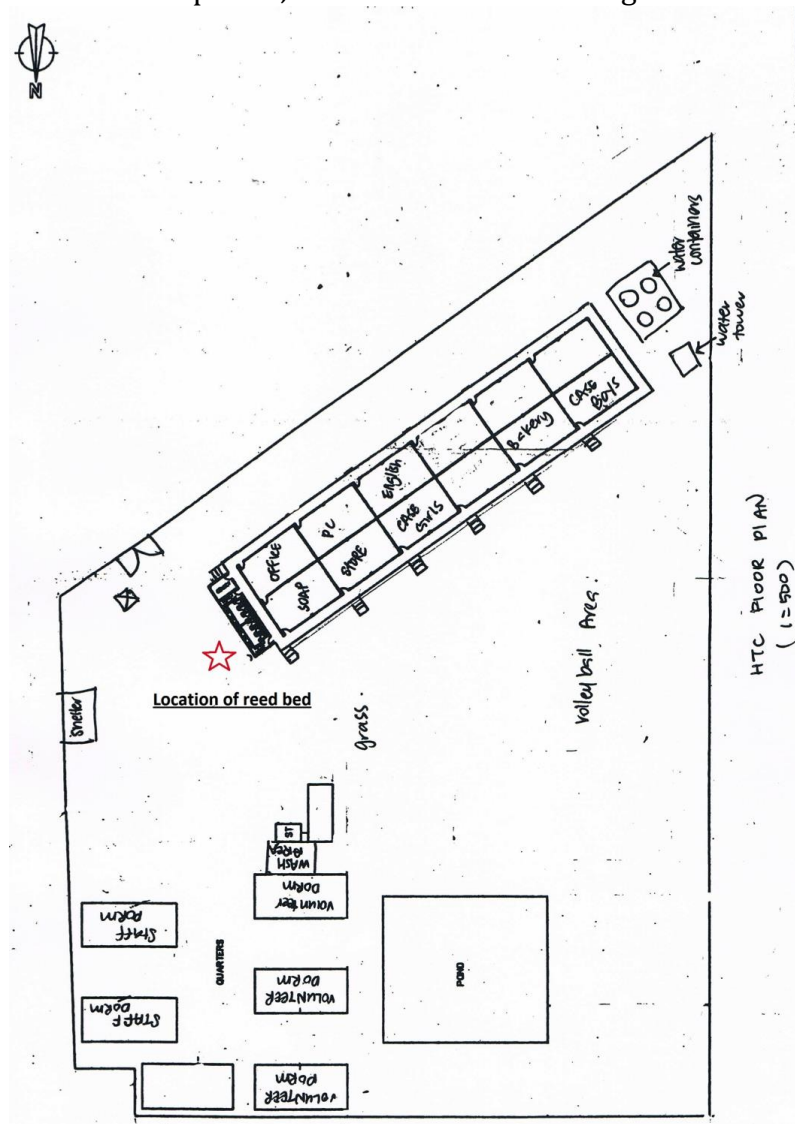 N
water
containers
water
tower
CASE
Boys
Bakery
English
CASE
Girls
PC
STORE
OFFICE
SOAP
HTC FLOOR PLAN
(1=500)
Volleyball Area.
Location of reed bed
grass.
Shelter
ST
WASH
AREA
VOLUNTEER
DORM
STAFF
DORM
QUARTERS
VOLUNTEER
DORM
POND
STAFF
DORM
VOLUNTEER
DORM